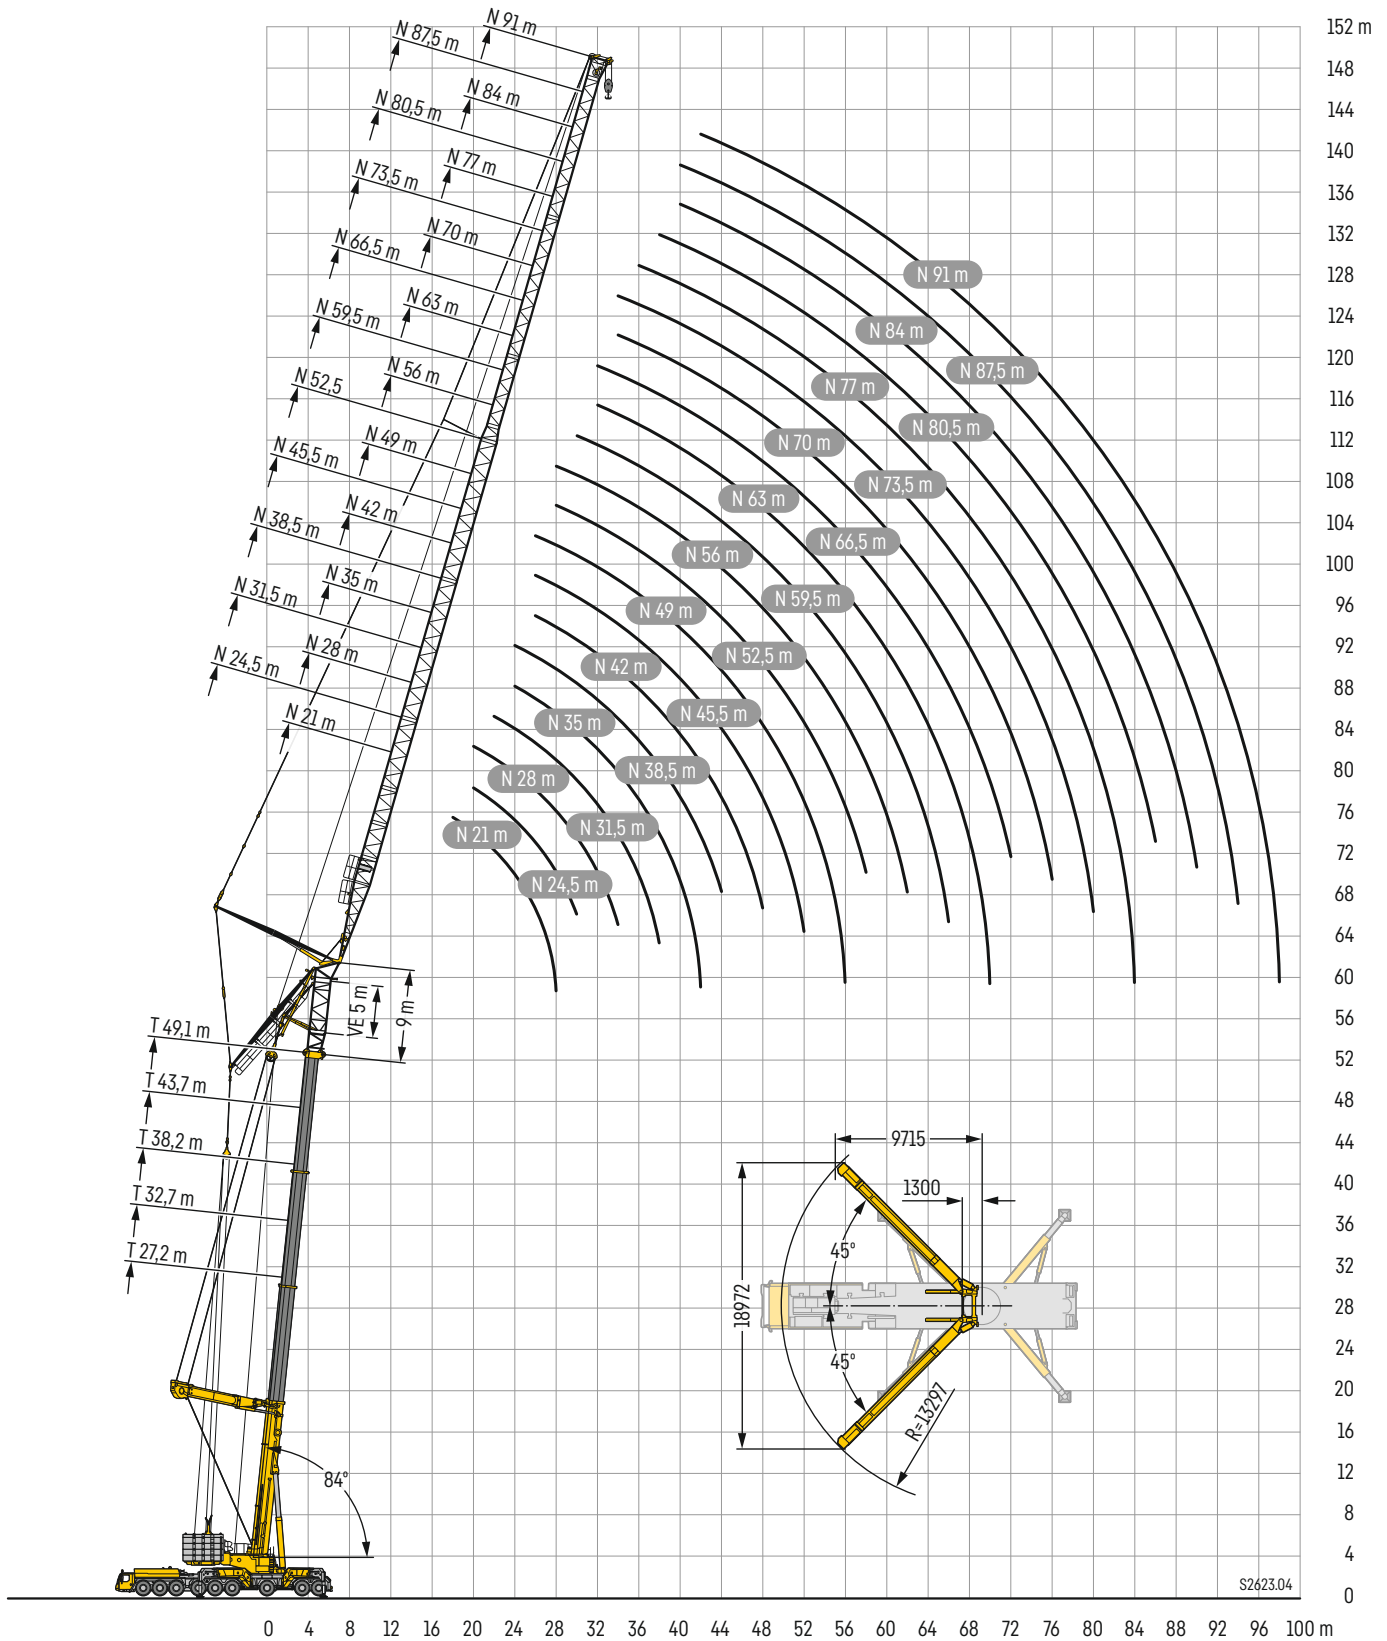 N 91 m
152 m
N 87,5 m
148
N 84 m
144
N 80,5 m
140
N 77 m
136
N 73,5 m
132
N 70 m
N 91 m
128
N 66,5 m
124
N 63 m
N 84 m
120
N 59,5 m
N 87,5 m
N 56 m
N 77 m
116
N 52,5
N 80,5 m
112
N 49 m
N 70 m
108
N 45,5 m
N 73,5 m
104
N 42 m
N 63 m
100
N 38,5 m
N 66,5 m
N 56 m
96
N 35 m
N 59,5 m
N 31,5 m
N 49 m
92
N 28 m
N 52,5 m
N 24,5 m
N 42 m
88
N 21 m
N 45,5 m
N 35 m
84
N 38,5 m
80
N 28 m
76
N 21 m
N 31,5 m
72
N 24,5 m
68
64
60
VE 5 m
9 m
56
T 49,1 m
52
T 43,7 m
48
T 38,2 m
9715
44
T 32,7 m
1300
40
36
T 27,2 m
45°
32
18972
28
45°
24
R=13297
20
16
84°
12
8
4
S2623.04
0
0 4 8 12 16 20 24 28 32 36 40 44 48 52 56 60 64 68 72 76 80 84 88 92 96 100 m